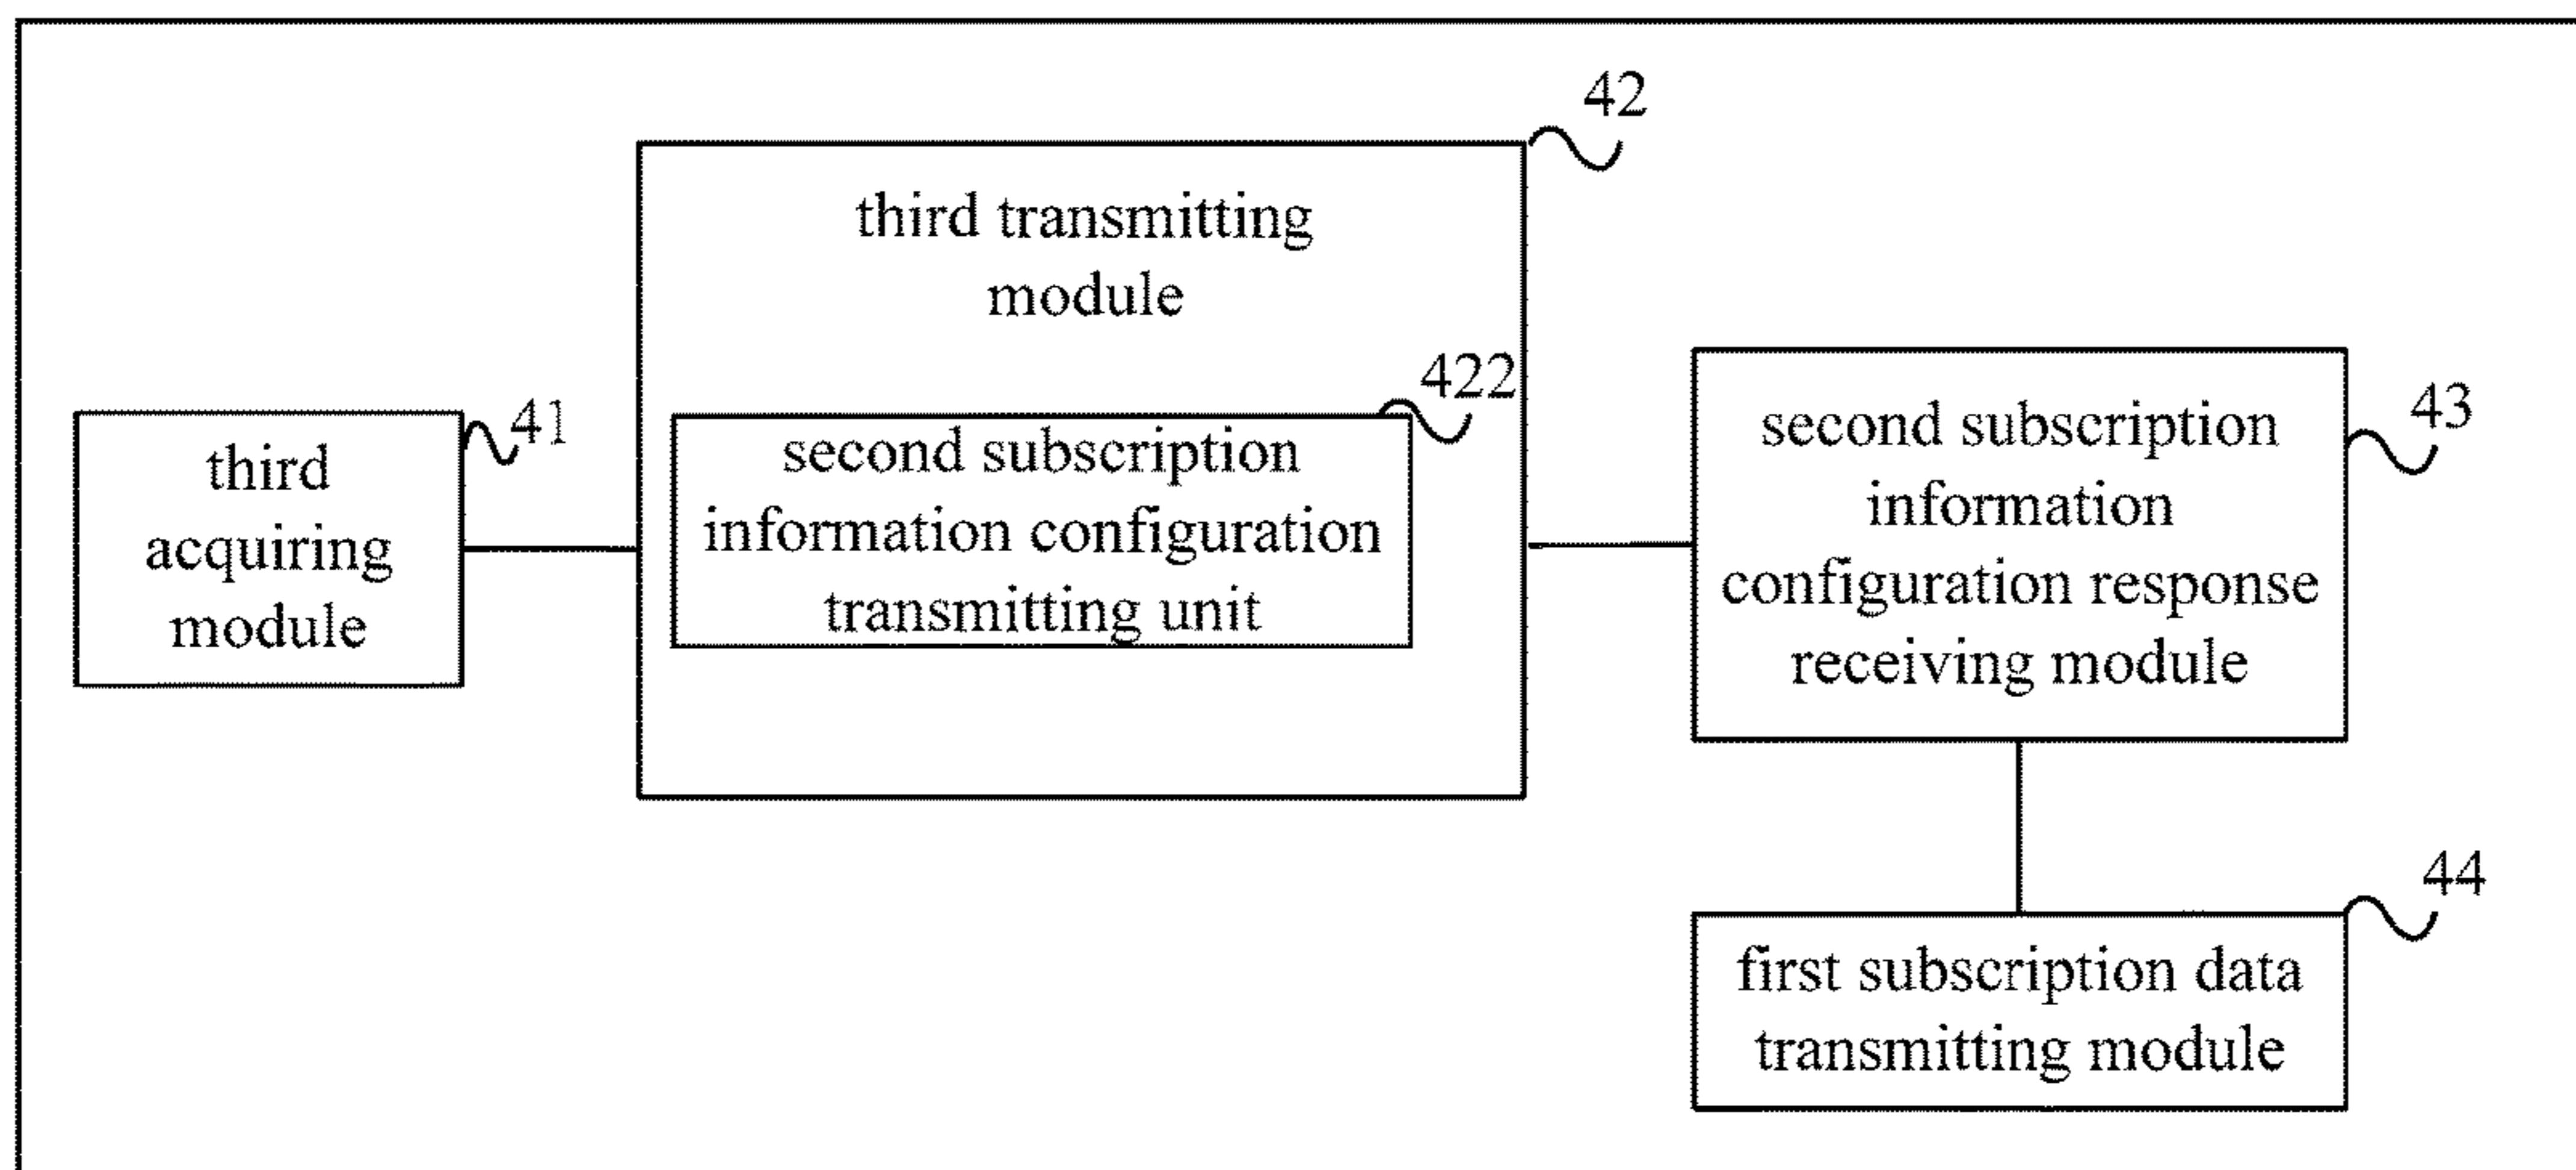 42
third transmitting
module
422
second subscription
information configuration
transmitting unit
41
third
acquiring
module
43
second subscription
information
configuration response
receiving module
44
first subscription data
transmitting module